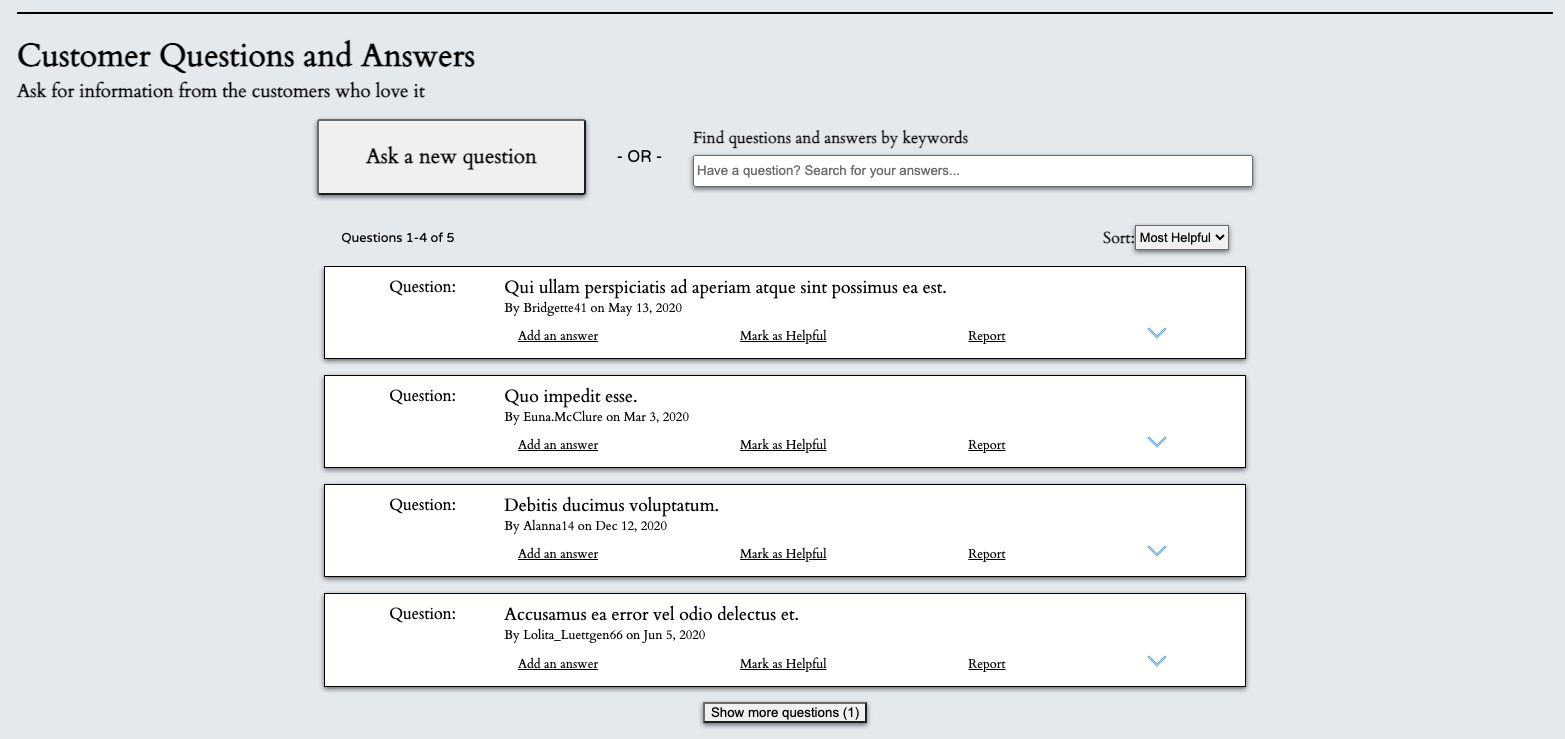 Customer Questions and Answers
Ask for information from the customers who love it
Ask a new question
- OR -
Find questions and answers by keywords
Have a question? Search for your answers...
Questions 1-4 of 5
Sort: Most Helpful
Question: Qui ullam perspiciatis ad aperiam atque sint possimus ea est.
By Bridgette41 on May 13, 2020
Add an answer Mark as Helpful Report
Question: Quo impedit esse.
By Euna.McClure on Mar 3, 2020
Add an answer Mark as Helpful Report
Question: Debitis ducimus voluptatum.
By Alanna14 on Dec 12, 2020
Add an answer Mark as Helpful Report
Question: Accusamus ea error vel odio delectus et.
By Lolita_Luettgen66 on Jun 5, 2020
Add an answer Mark as Helpful Report
Show more questions (1)